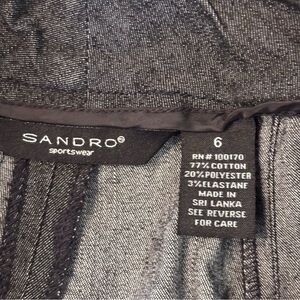 SANDRO®
sportswear
6
RN# 100170
77% COTTON
20% POLYESTER
3% ELASTANE
MADE IN
SRI LANKA
SEE REVERSE
FOR CARE